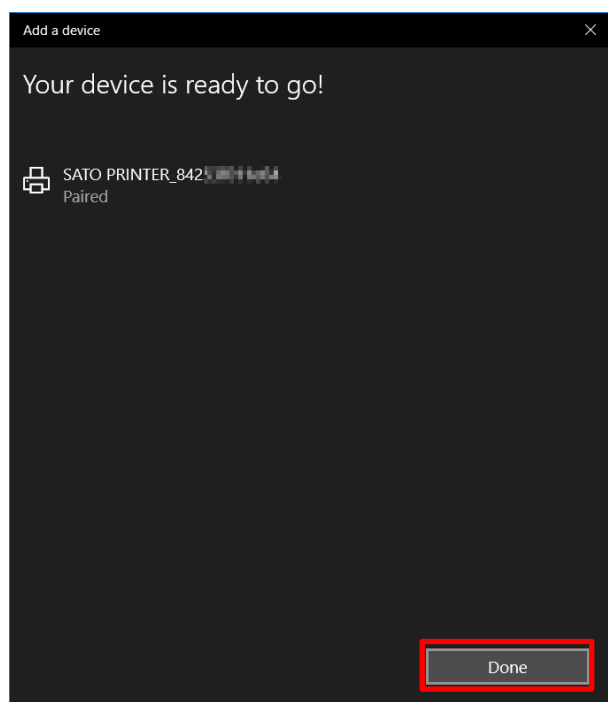 Add a device
Your device is ready to go!
SATO PRINTER_842
Paired
Done